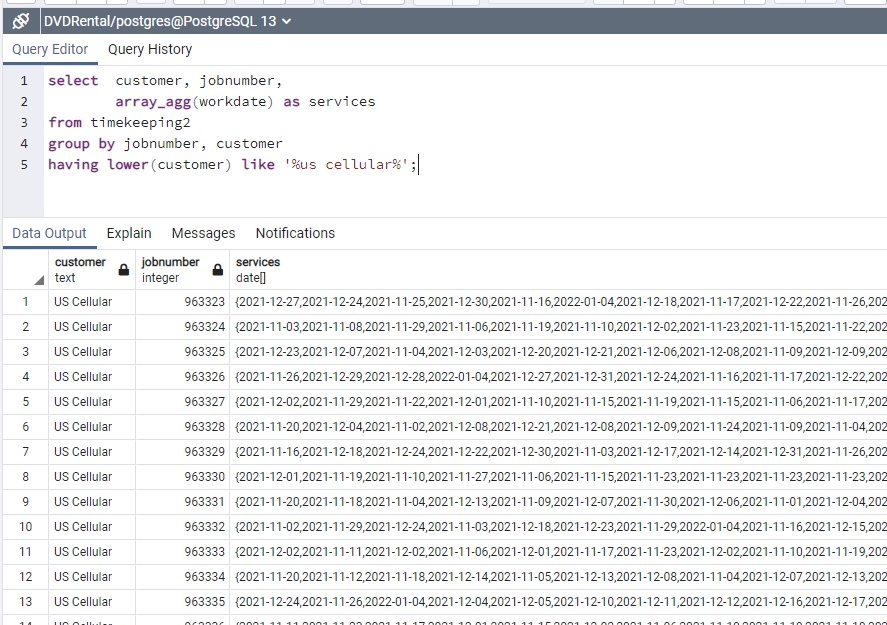 DVDRental/postgres@PostgreSQL 13
Query Editor Query History
1 select customer, jobnumber,
2 array_agg(workdate) as services
3 from timekeeping2
4 group by jobnumber, customer
5 having lower(customer) like '%us cellular%';
Data Output Explain Messages Notifications
customer jobnumber services
text integer date[]
1 US Cellular 963323 {2021-12-27,2021-12-24,2021-11-25,2021-12-30,2021-11-16,2022-01-04,2021-12-18,2021-11-17,2021-12-22,2021-11-26,202
2 US Cellular 963324 {2021-11-03,2021-11-08,2021-11-29,2021-11-06,2021-11-19,2021-11-10,2021-12-02,2021-11-23,2021-11-15,2021-11-22,202
3 US Cellular 963325 {2021-12-23,2021-12-07,2021-11-04,2021-12-03,2021-12-20,2021-12-21,2021-12-06,2021-12-08,2021-11-09,2021-12-09,202
4 US Cellular 963326 {2021-11-26,2021-12-29,2021-12-28,2022-01-04,2021-12-27,2021-12-31,2021-12-24,2021-11-16,2021-11-17,2021-12-22,202
5 US Cellular 963327 {2021-12-02,2021-11-29,2021-11-22,2021-12-01,2021-11-10,2021-11-15,2021-11-19,2021-11-15,2021-11-06,2021-11-17,202
6 US Cellular 963328 {2021-11-20,2021-12-04,2021-11-02,2021-12-08,2021-12-21,2021-12-08,2021-12-09,2021-11-24,2021-11-09,2021-11-04,202
7 US Cellular 963329 {2021-11-16,2021-12-18,2021-12-24,2021-12-22,2021-12-30,2021-11-03,2021-12-17,2021-12-14,2021-12-31,2021-11-26,202
8 US Cellular 963330 {2021-12-01,2021-11-19,2021-11-10,2021-11-27,2021-11-06,2021-11-15,2021-11-23,2021-11-23,2021-11-23,2021-11-23,202
9 US Cellular 963331 {2021-11-20,2021-11-18,2021-11-04,2021-12-13,2021-11-09,2021-12-07,2021-11-30,2021-12-06,2021-11-01,2021-12-04,202
10 US Cellular 963332 {2021-11-02,2021-11-29,2021-12-24,2021-11-03,2021-12-18,2021-12-23,2021-11-29,2022-01-04,2021-11-16,2021-12-15,202
11 US Cellular 963333 {2021-12-02,2021-11-11,2021-12-02,2021-11-06,2021-12-01,2021-11-17,2021-11-23,2021-12-02,2021-11-10,2021-11-19,202
12 US Cellular 963334 {2021-11-20,2021-11-12,2021-11-18,2021-12-14,2021-11-05,2021-12-13,2021-12-08,2021-11-04,2021-12-07,2021-12-13,202
13 US Cellular 963335 {2021-12-24,2021-11-26,2022-01-04,2021-12-04,2021-12-05,2021-12-10,2021-12-11,2021-12-12,2021-12-16,2021-12-17,202